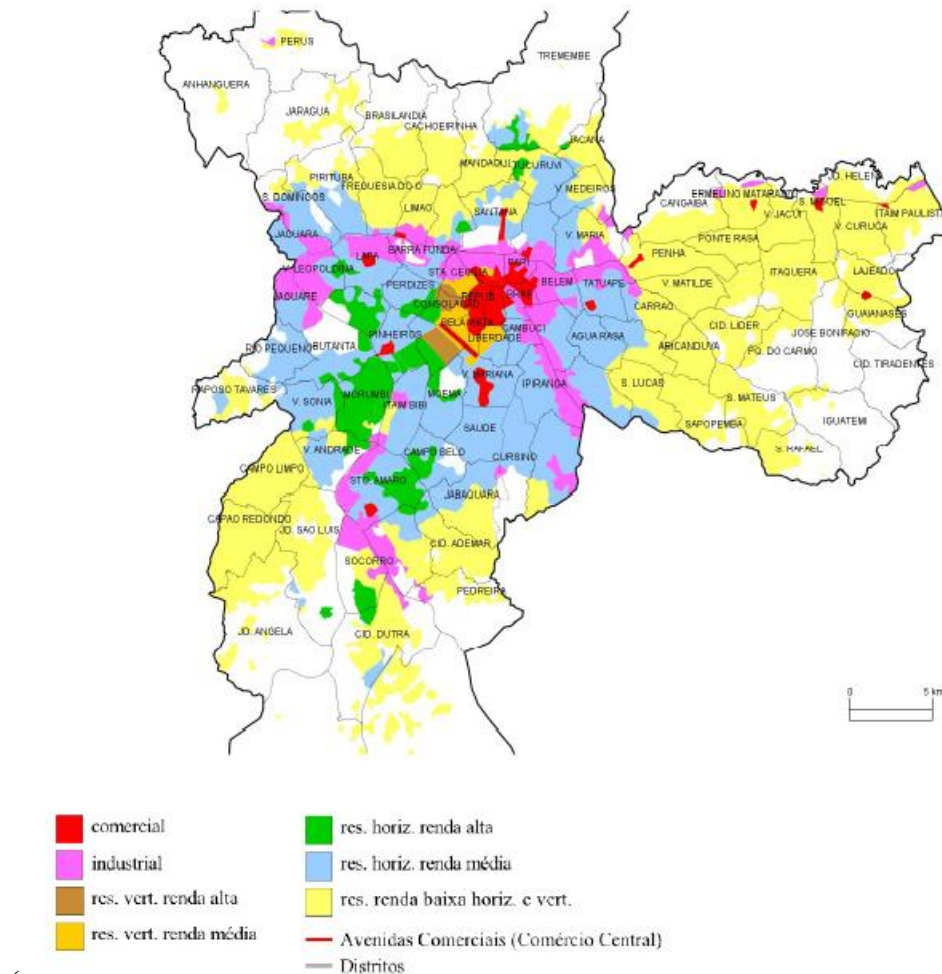 PERUS
TREMEMBE
ANHANGUERA
JARAGUA
BRASILANDIA
CACHOEIRINHA
JACANA
MANDAQUI
TUCURUVI
PIRITUBA
FREGUESIA DO O
V. MEDEIROS
S. DOMINGOS
LIMAO
SANTANA
V. MARIA
JD. HELENA
ERMELINO MATARAZZO
CANGAIBA
S. MIGUEL
V. JACUI
ITAIM PAULISTA
V. CURUCA
PONTE RASA
JAGUARA
BARRA FUNDA
LAPA
PARI
PENHA
V. LEOPOLDINA
STA. CECILIA
BELEM
TATUAPE
V. MATILDE
ITAQUERA
LAJEADO
JAGUARE
PERDIZES
REPUB.
BRAS
CONSOLACAO
CARRAO
GUAIANASES
BELA VISTA
CAMBUCI
LIBERDADE
AGUA RASA
CID. LIDER
JOSE BONIFACIO
RIO PEQUENO
BUTANTA
PINHEIROS
ARICANDUVA
PQ. DO CARMO
CID. TIRADENTES
RAPOSO TAVARES
V. SONIA
MORUMBI
ITAIM BIBI
MOEMA
V. MARIANA
IPIRANGA
S. LUCAS
S. MATEUS
SAPOPEMBA
IGUATEMI
SAUDE
S. RAFAEL
V. ANDRADE
CAMPO BELO
CURSINO
CAMPO LIMPO
STO. AMARO
JABAQUARA
CAPAO REDONDO
JD. SAO LUIS
CID. ADEMAR
SOCORRO
PEDREIRA
JD. ANGELA
CID. DUTRA
0 5 km
comercial
industrial
res. vert. renda alta
res. vert. renda média
res. horiz. renda alta
res. horiz. renda média
res. renda baixa horiz. e vert.
Avenidas Comerciais (Comércio Central)
Distritos